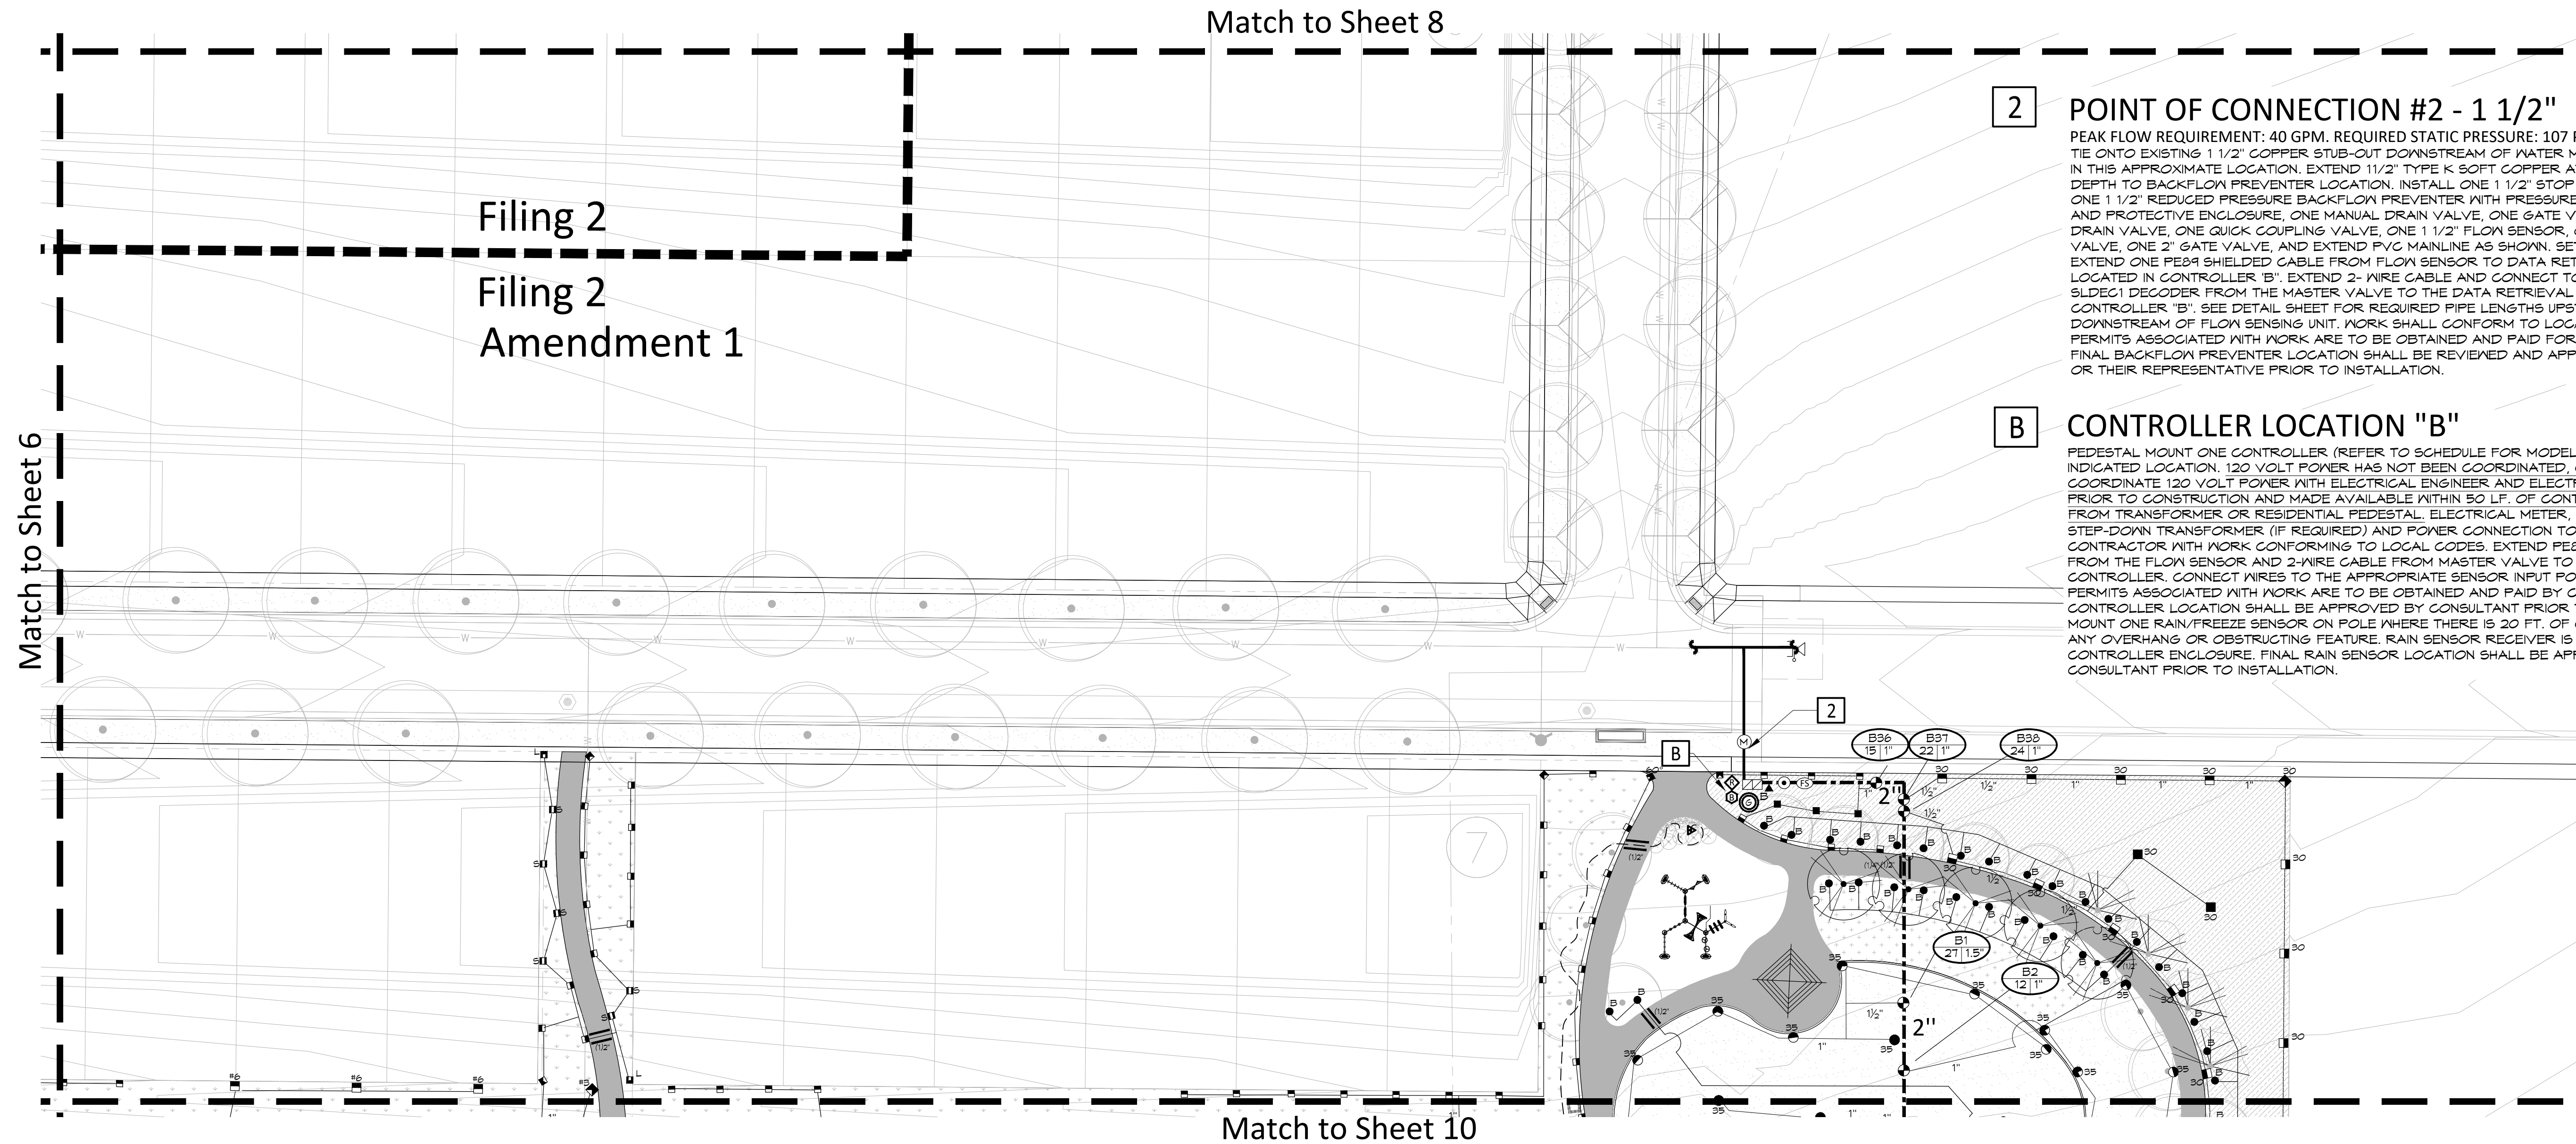 Match to Sheet 8
2
POINT OF CONNECTION #2 - 1 1/2"
PEAK FLOW REQUIREMENT: 40 GPM. REQUIRED STATIC PRESSURE: 107
TIE ONTO EXISTING 1 1/2" COPPER STUB-OUT DOWNSTREAM OF WATER
IN THIS APPROXIMATE LOCATION. EXTEND 11/2" TYPE K SOFT COPPER
DEPTH TO BACKFLOW PREVENTER LOCATION. INSTALL ONE 1 1/2" STOP
ONE 1 1/2" REDUCED PRESSURE BACKFLOW PREVENTER WITH PRESSURE
AND PROTECTIVE ENCLOSURE, ONE MANUAL DRAIN VALVE, ONE GATE
DRAIN VALVE, ONE QUICK COUPLING VALVE, ONE 1 1/2" FLOW SENSOR,
VALVE, ONE 2" GATE VALVE, AND EXTEND PVC MAINLINE AS SHOWN.
EXTEND ONE PE89 SHIELDED CABLE FROM FLOW SENSOR TO DATA
LOCATED IN CONTROLLER 'B". EXTEND 2- WIRE CABLE AND CONNECT TO
SLDEC1 DECODER FROM THE MASTER VALVE TO THE DATA RETRIEVAL
CONTROLLER "B". SEE DETAIL SHEET FOR REQUIRED PIPE LENGTHS
DOWNSTREAM OF FLOW SENSING UNIT. WORK SHALL CONFORM TO
PERMITS ASSOCIATED WITH WORK ARE TO BE OBTAINED AND PAID FOR
FINAL BACKFLOW PREVENTER LOCATION SHALL BE REVIEWED AND
OR THEIR REPRESENTATIVE PRIOR TO INSTALLATION.
B
CONTROLLER LOCATION "B"
PEDESTAL MOUNT ONE CONTROLLER (REFER TO SCHEDULE FOR MODEL
INDICATED LOCATION. 120 VOLT POWER HAS NOT BEEN COORDINATED,
COORDINATE 120 VOLT POWER WITH ELECTRICAL ENGINEER AND
PRIOR TO CONSTRUCTION AND MADE AVAILABLE WITHIN 50 LF. OF
FROM TRANSFORMER OR RESIDENTIAL PEDESTAL. ELECTRICAL METER,
STEP-DOWN TRANSFORMER (IF REQUIRED) AND POWER CONNECTION TO
CONTRACTOR WITH WORK CONFORMING TO LOCAL CODES. EXTEND
FROM THE FLOW SENSOR AND 2-WIRE CABLE FROM MASTER VALVE TO
CONTROLLER. CONNECT WIRES TO THE APPROPRIATE SENSOR INPUT
PERMITS ASSOCIATED WITH WORK ARE TO BE OBTAINED AND PAID BY
CONTROLLER LOCATION SHALL BE APPROVED BY CONSULTANT PRIOR
MOUNT ONE RAIN/FREEZE SENSOR ON POLE WHERE THERE IS 20 FT. OF
ANY OVERHANG OR OBSTRUCTING FEATURE. RAIN SENSOR RECEIVER IS
CONTROLLER ENCLOSURE. FINAL RAIN SENSOR LOCATION SHALL BE
CONSULTANT PRIOR TO INSTALLATION.
Filing 2
Filing 2
Amendment 1
Match to Sheet 6
2
B
B36
15 | 1"
B37
22 | 1"
B38
24 | 1"
M
FS
2"
7
B1
27 | 1.5"
B2
12 | 1"
2"
#6
#6
#6
#3
Match to Sheet 10